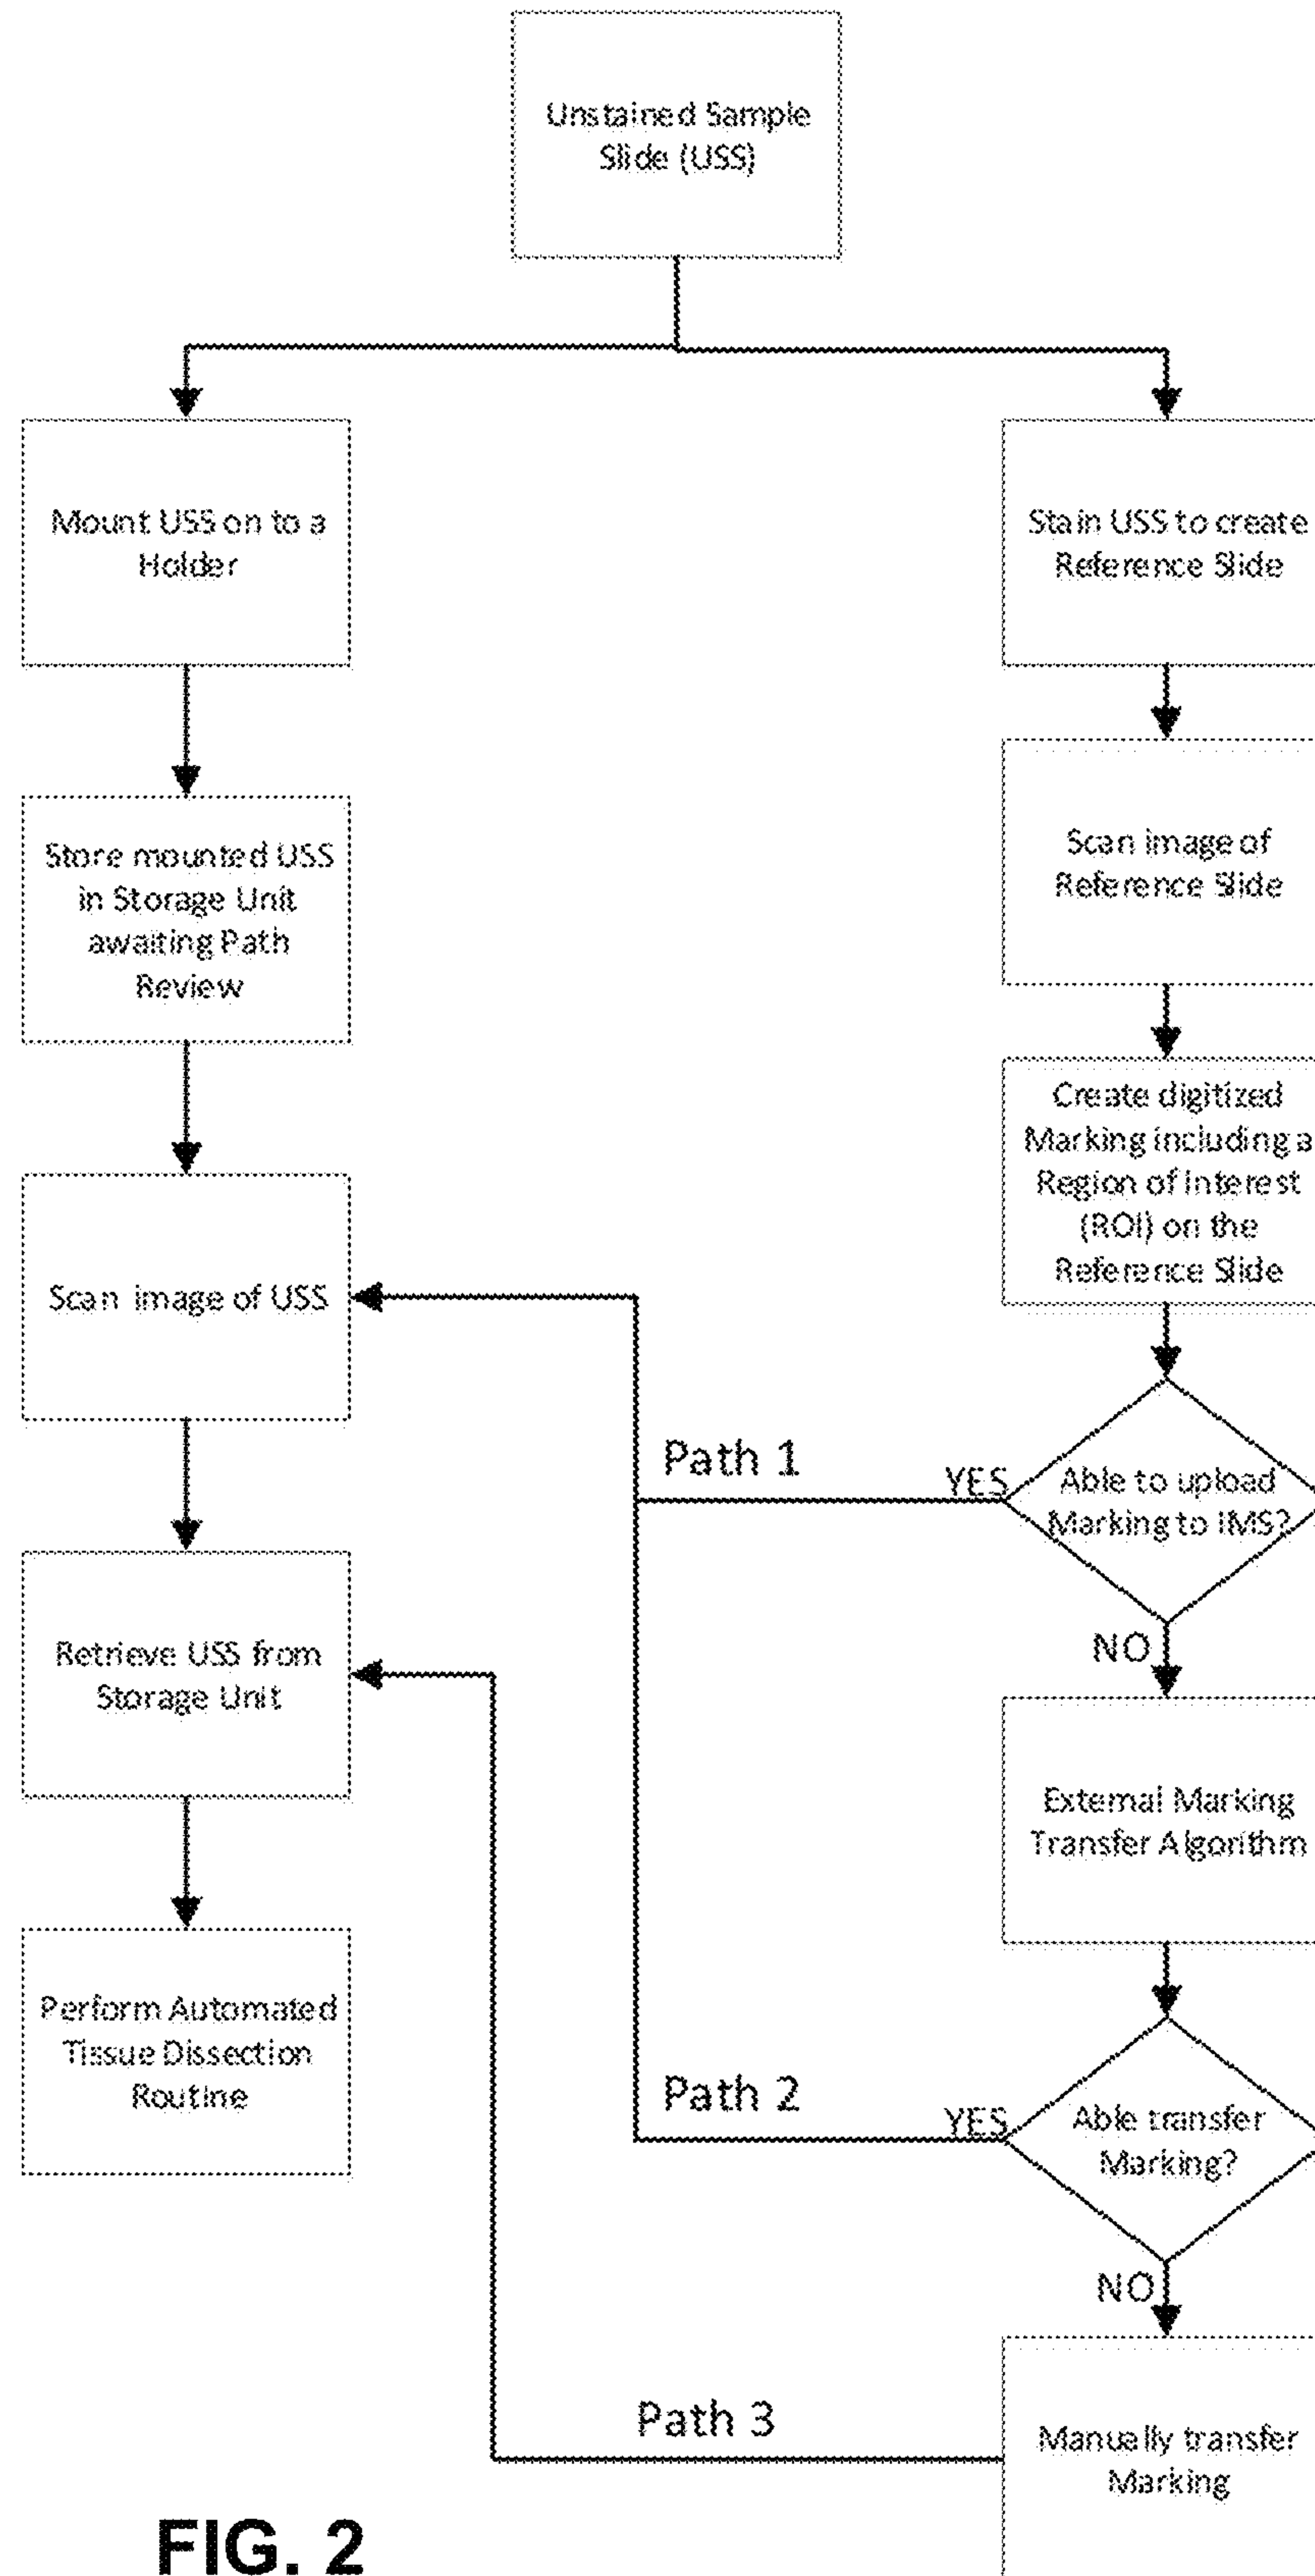 Unstained Sample
Slide (USS)
Mount USS on to a
Holder
Stain USS to create
Reference Slide
Store mounted USS
in Storage Unit
awaiting Path
Review
Scan image of
Reference Slide
Create digitized
Marking including a
Region of Interest
(ROI) on the
Reference Slide
Scan image of USS
Path 1
YES
Able to upload
Marking to IMS?
NO
Retrieve USS from
Storage Unit
External Marking
Transfer Algorithm
Perform Automated
Tissue Dissection
Routine
Path 2
YES
Able transfer
Marking?
NO
Path 3
Manually transfer
Marking
FIG. 2